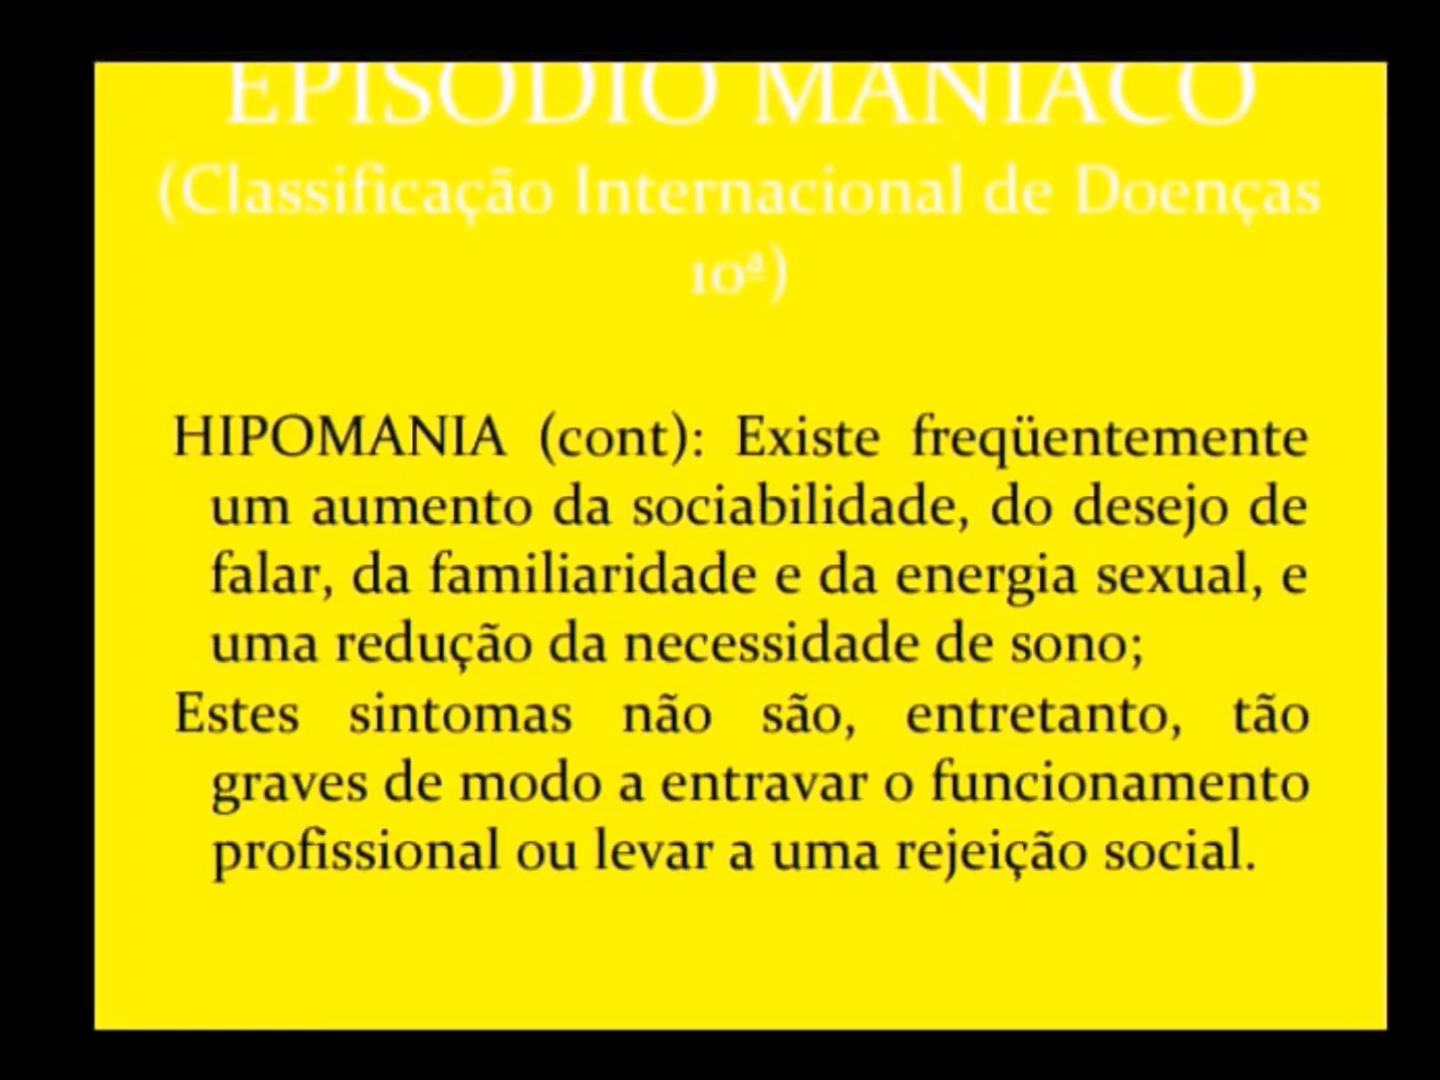 EPISÓDIO MANÍACO
(Classificação Internacional de Doenças
10ª)
HIPOMANIA (cont): Existe freqüentemente
um aumento da sociabilidade, do desejo de
falar, da familiaridade e da energia sexual, e
uma redução da necessidade de sono;
Estes sintomas não são, entretanto, tão
graves de modo a entravar o funcionamento
profissional ou levar a uma rejeição social.